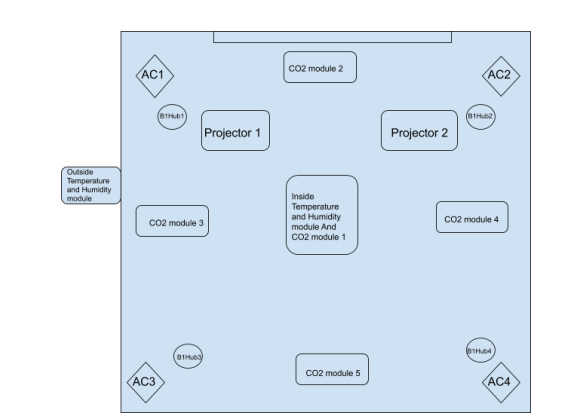 CO2 module 2
AC1
AC2
B1Hub1
B1Hub2
Projector 1
Projector 2
Outside
Temperature
and Humidity
module
Inside
Temperature
and Humidity
module And
CO2 module 1
CO2 module 3
CO2 module 4
B1Hub3
B1Hub4
CO2 module 5
AC3
AC4